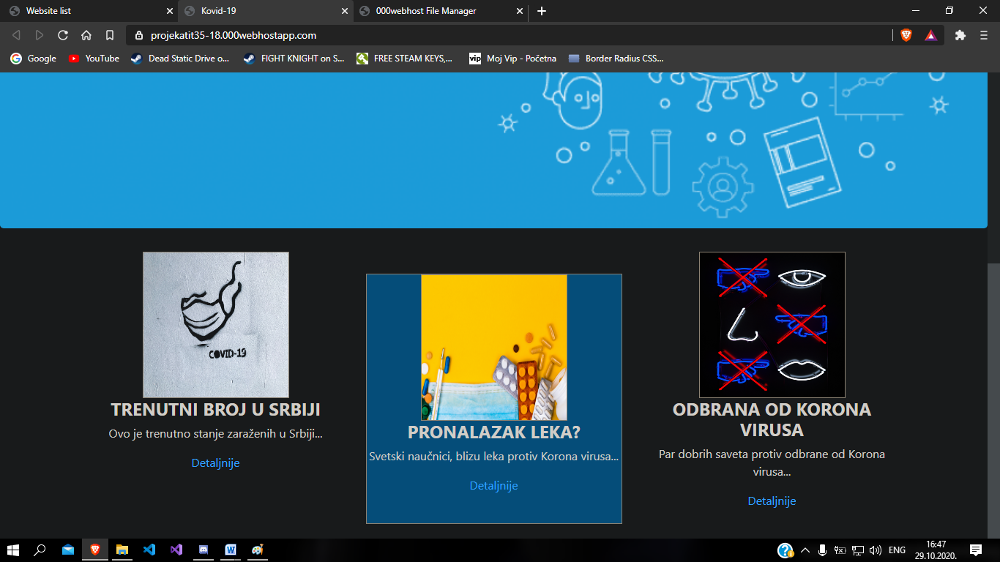 Website list
Kovid-19
000webhost File Manager
projekatit35-18.000webhostapp.com
Google
YouTube
Dead Static Drive o...
FIGHT KNIGHT on S...
FREE STEAM KEYS,...
vip
Moj Vip - Početna
Border Radius CSS...
COVID-19
TRENUTNI BROJ U SRBIJI
Ovo je trenutno stanje zaraženih u Srbiji...
Detaljnije
PRONALAZAK LEKA?
Svetski naučnici, blizu leka protiv Korona virusa...
Detaljnije
ODBRANA OD KORONA
VIRUSA
Par dobrih saveta protiv odbrane od Korona
virusa...
Detaljnije
ENG
16:47
29.10.2020.